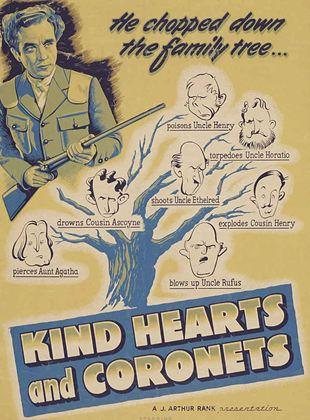 He chopped down
the family tree...
poisons Uncle Henry
torpedoes Uncle Horatio
shoots Uncle Ethelred
drowns Cousin Ascoyne
explodes Cousin Henry
pierces Aunt Agatha
blows up Uncle Rufus
KIND HEARTS
and CORONETS
A J. ARTHUR RANK presentation
STARRING